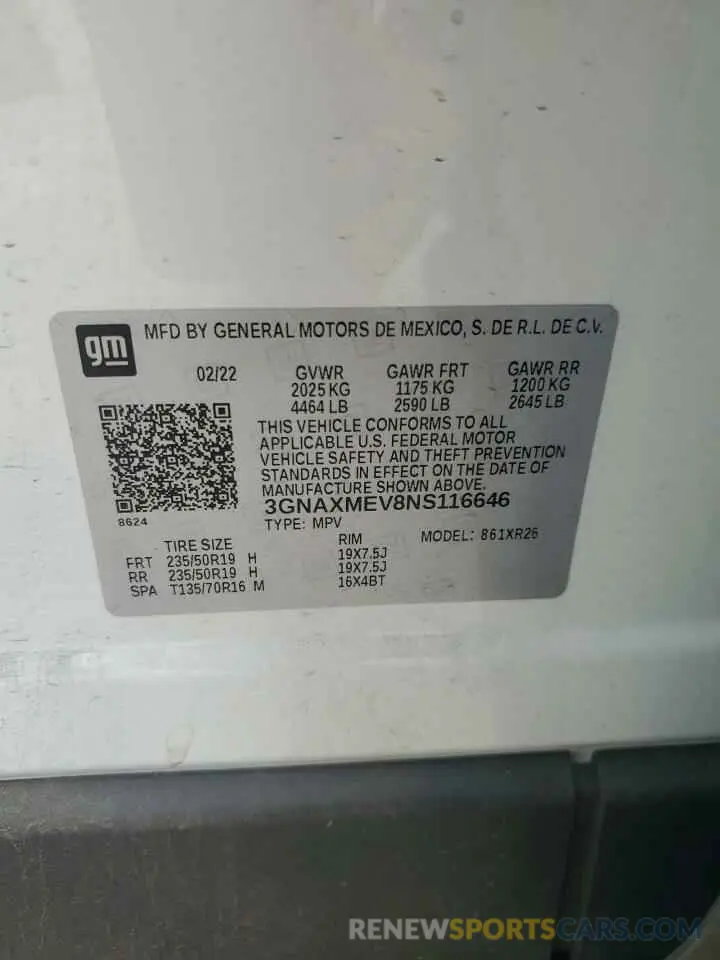 gm MFD BY GENERAL MOTORS DE MEXICO, S. DE R.L. DE C.V.
02/22 GVWR GAWR FRT GAWR RR
2025 KG 1175 KG 1200 KG
4464 LB 2590 LB 2645 LB
THIS VEHICLE CONFORMS TO ALL
APPLICABLE U.S. FEDERAL MOTOR
VEHICLE SAFETY AND THEFT PREVENTION
STANDARDS IN EFFECT ON THE DATE OF
MANUFACTURE SHOWN ABOVE.
3GNAXMEV8NS116646
8624
TYPE: MPV MODEL: 861XR26
TIRE SIZE RIM
FRT 235/50R19 H 19X7.5J
RR 235/50R19 H 19X7.5J
SPA T135/70R16 M 16X4BT
RENEWSPORTSCARS.COM